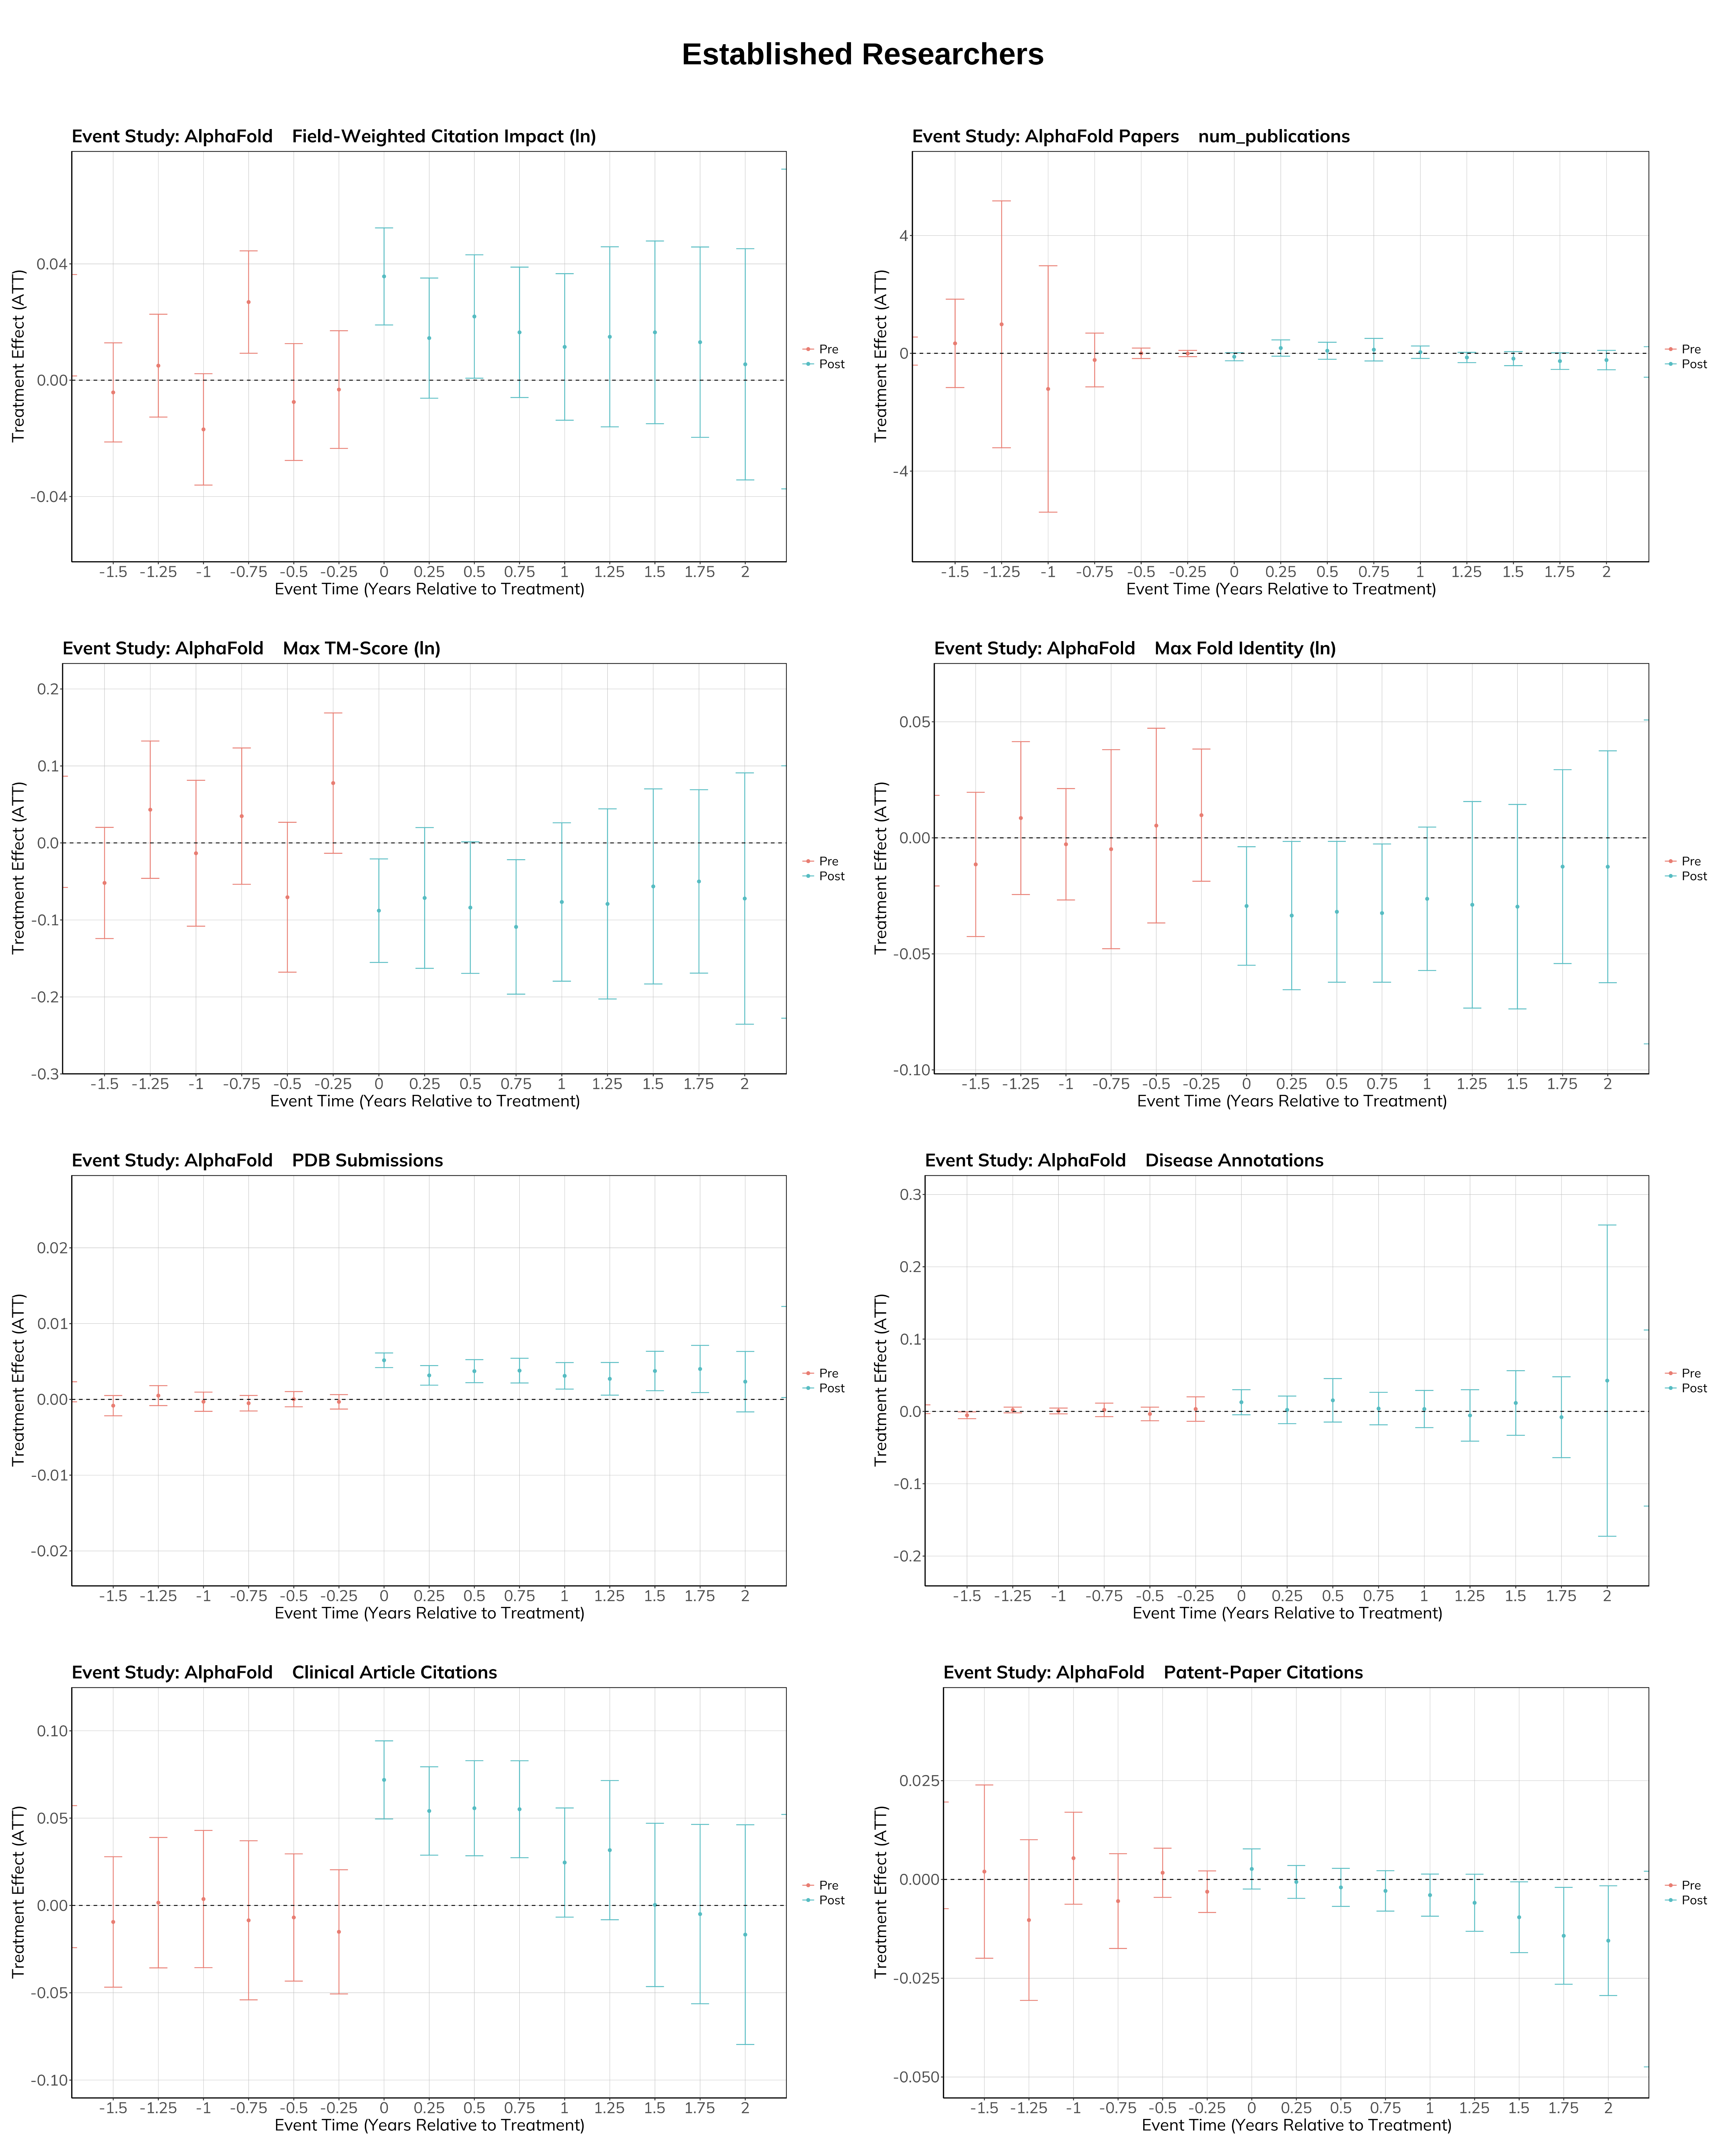 Established Researchers
Event Study: AlphaFold    Field-Weighted Citation Impact (ln)
Treatment Effect (ATT)
0.04
0.00
-0.04
-1.5 -1.25 -1 -0.75 -0.5 -0.25 0 0.25 0.5 0.75 1 1.25 1.5 1.75 2
Event Time (Years Relative to Treatment)
Pre
Post
Event Study: AlphaFold Papers    num_publications
Treatment Effect (ATT)
4
0
-4
-1.5 -1.25 -1 -0.75 -0.5 -0.25 0 0.25 0.5 0.75 1 1.25 1.5 1.75 2
Event Time (Years Relative to Treatment)
Pre
Post
Event Study: AlphaFold    Max TM-Score (ln)
Treatment Effect (ATT)
0.2
0.1
0.0
-0.1
-0.2
-0.3
-1.5 -1.25 -1 -0.75 -0.5 -0.25 0 0.25 0.5 0.75 1 1.25 1.5 1.75 2
Event Time (Years Relative to Treatment)
Pre
Post
Event Study: AlphaFold    Max Fold Identity (ln)
Treatment Effect (ATT)
0.05
0.00
-0.05
-0.10
-1.5 -1.25 -1 -0.75 -0.5 -0.25 0 0.25 0.5 0.75 1 1.25 1.5 1.75 2
Event Time (Years Relative to Treatment)
Pre
Post
Event Study: AlphaFold    PDB Submissions
Treatment Effect (ATT)
0.02
0.01
0.00
-0.01
-0.02
-1.5 -1.25 -1 -0.75 -0.5 -0.25 0 0.25 0.5 0.75 1 1.25 1.5 1.75 2
Event Time (Years Relative to Treatment)
Pre
Post
Event Study: AlphaFold    Disease Annotations
Treatment Effect (ATT)
0.3
0.2
0.1
0.0
-0.1
-0.2
-1.5 -1.25 -1 -0.75 -0.5 -0.25 0 0.25 0.5 0.75 1 1.25 1.5 1.75 2
Event Time (Years Relative to Treatment)
Pre
Post
Event Study: AlphaFold    Clinical Article Citations
Treatment Effect (ATT)
0.10
0.05
0.00
-0.05
-0.10
-1.5 -1.25 -1 -0.75 -0.5 -0.25 0 0.25 0.5 0.75 1 1.25 1.5 1.75 2
Event Time (Years Relative to Treatment)
Pre
Post
Event Study: AlphaFold    Patent-Paper Citations
Treatment Effect (ATT)
0.025
0.000
-0.025
-0.050
-1.5 -1.25 -1 -0.75 -0.5 -0.25 0 0.25 0.5 0.75 1 1.25 1.5 1.75 2
Event Time (Years Relative to Treatment)
Pre
Post